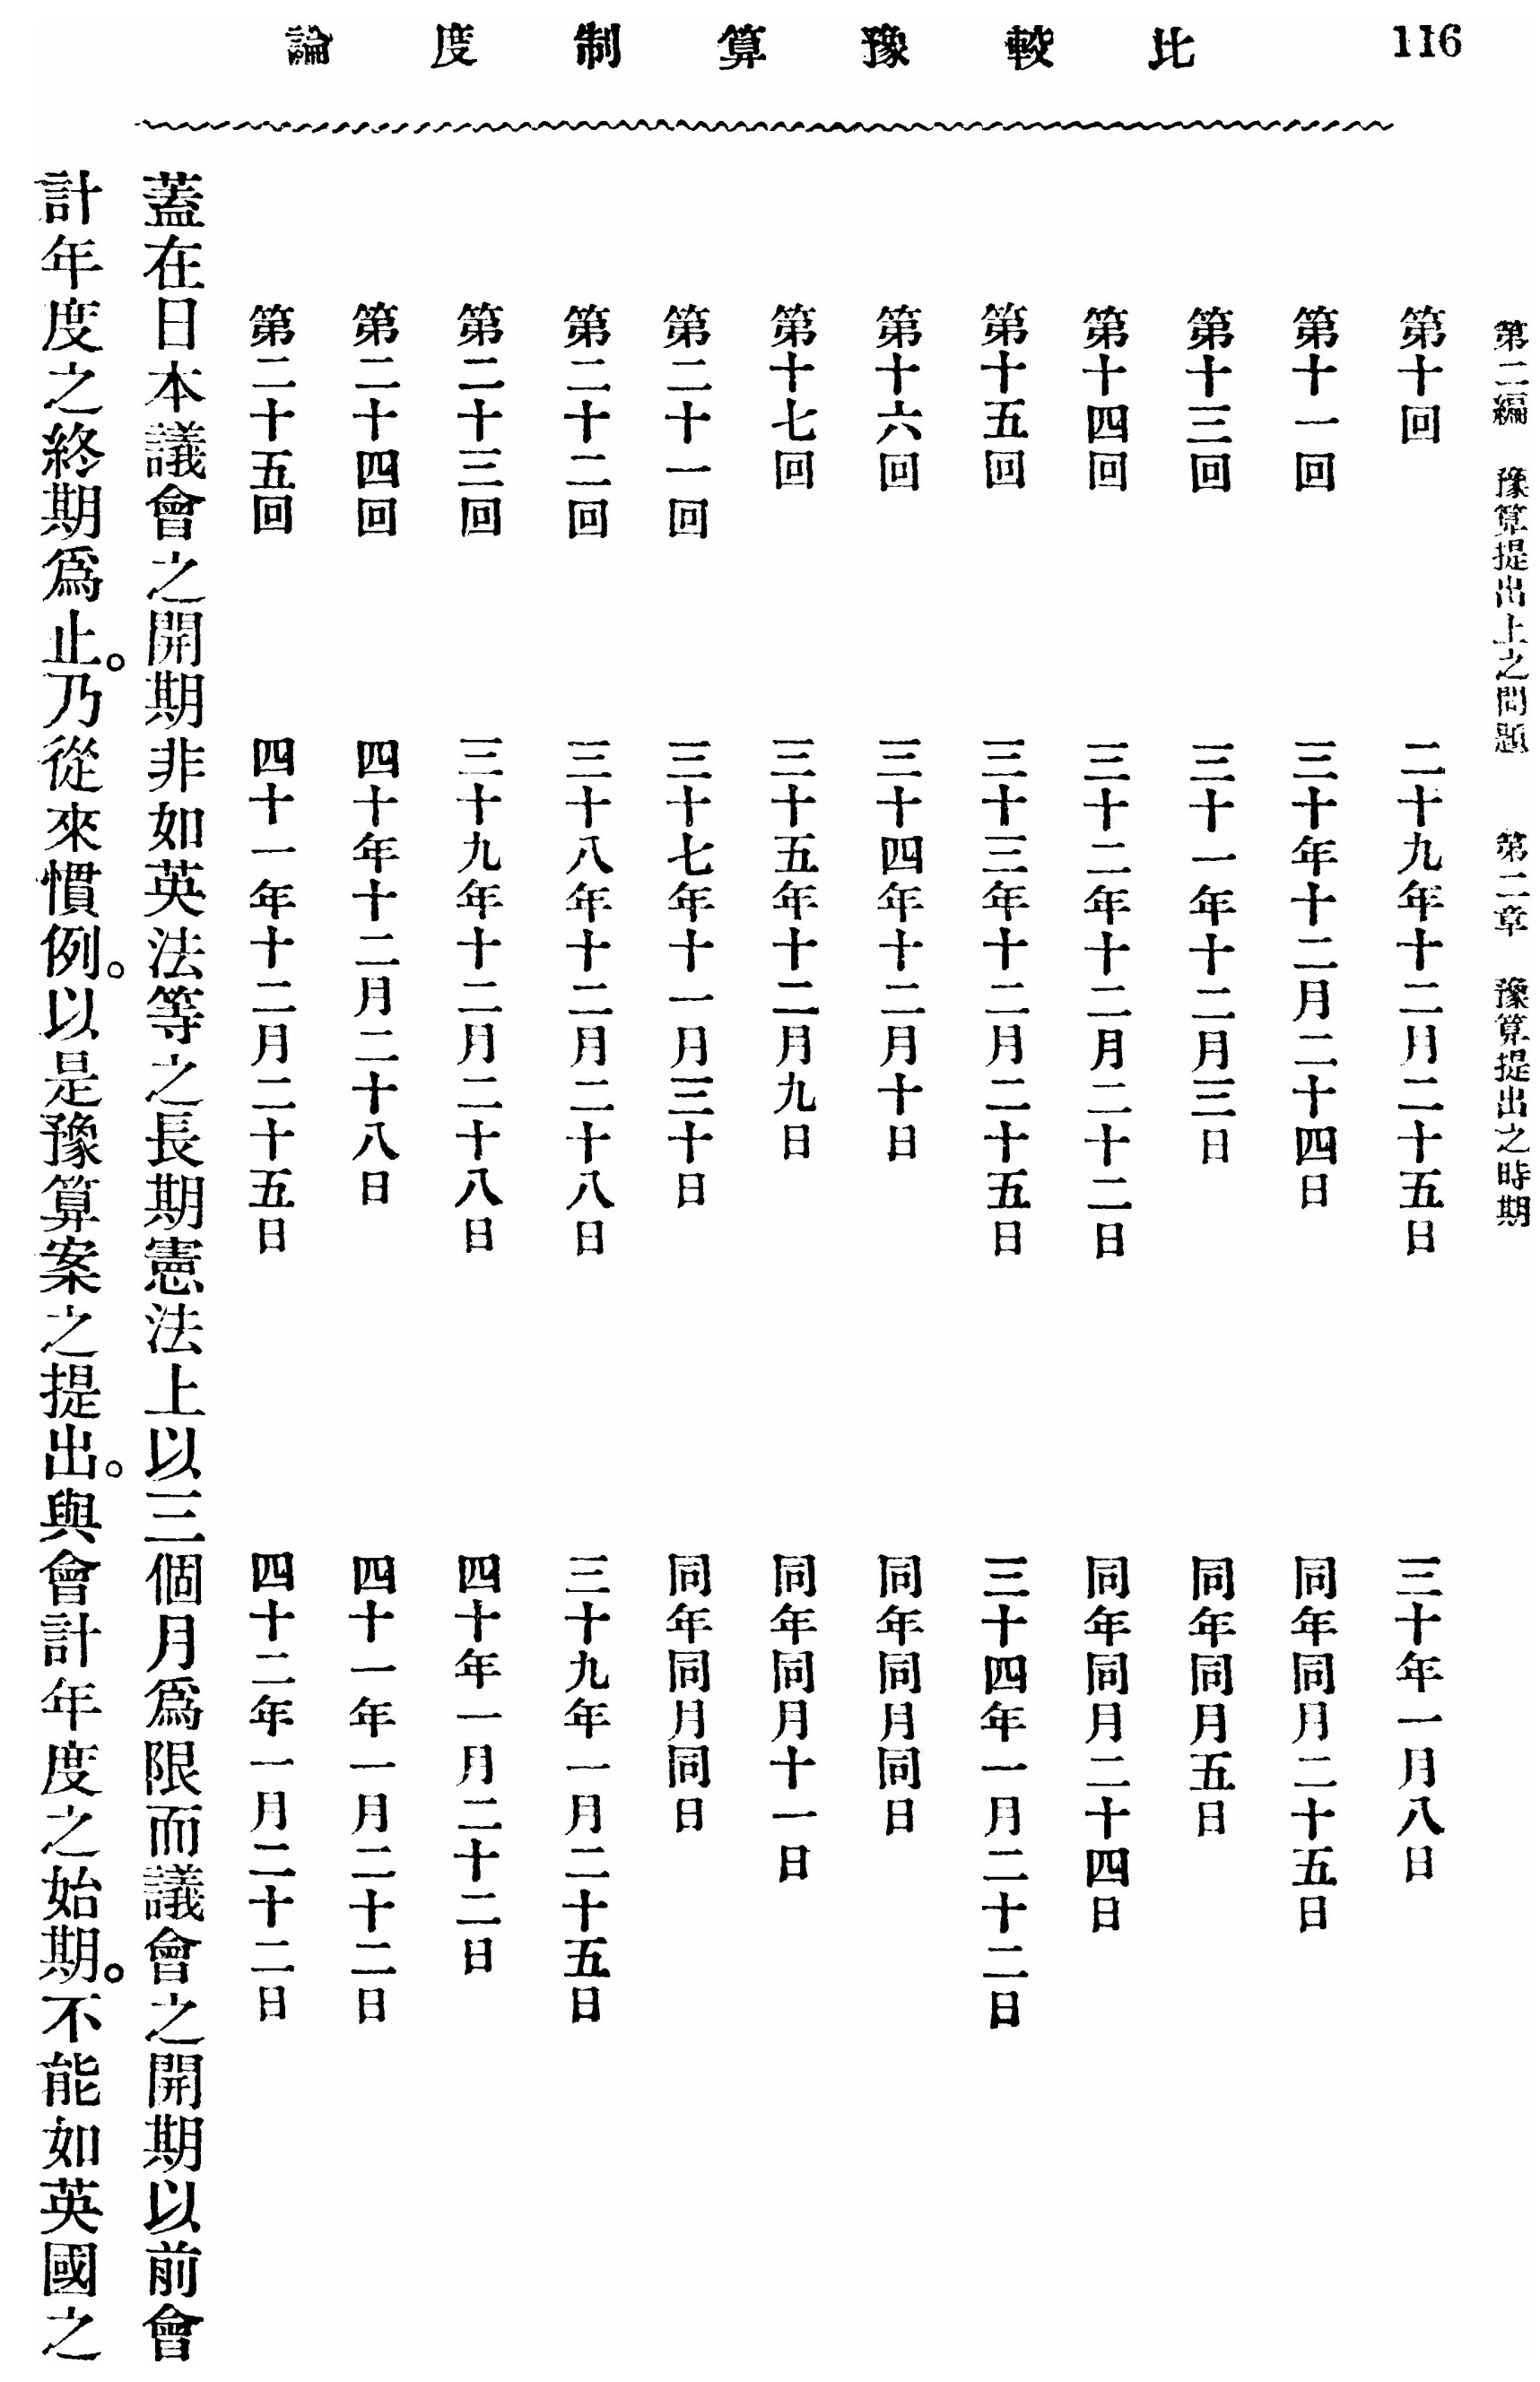 116
比較豫算制度論
第二編 豫算提出上之問題 第二章 豫算提出之時期
第十回 二十九年十二月二十五日 三十年一月八日
第十一回 三十年十二月二十四日 同年同月二十五日
第十三回 三十一年十二月三日 同年同月五日
第十四回 三十二年十二月二十二日 同年同月二十四日
第十五回 三十三年十二月二十五日 三十四年一月二十二日
第十六回 三十四年十二月十日 同年同月同日
第十七回 三十五年十二月九日 同年同月十一日
第二十一回 三十七年十一月三十日 同年同月同日
第二十二回 三十八年十二月二十八日 三十九年一月二十五日
第二十三回 三十九年十二月二十八日 四十年一月二十二日
第二十四回 四十年十二月二十八日 四十一年一月二十二日
第二十五回 四十一年十二月二十五日 四十二年一月二十二日
蓋在日本議會之開期非如英法等之長期憲法上以三個月爲限而議會之開期以前會
計年度之終期爲止。乃從來慣例。以是豫算案之提出。與會計年度之始期。不能如英國之